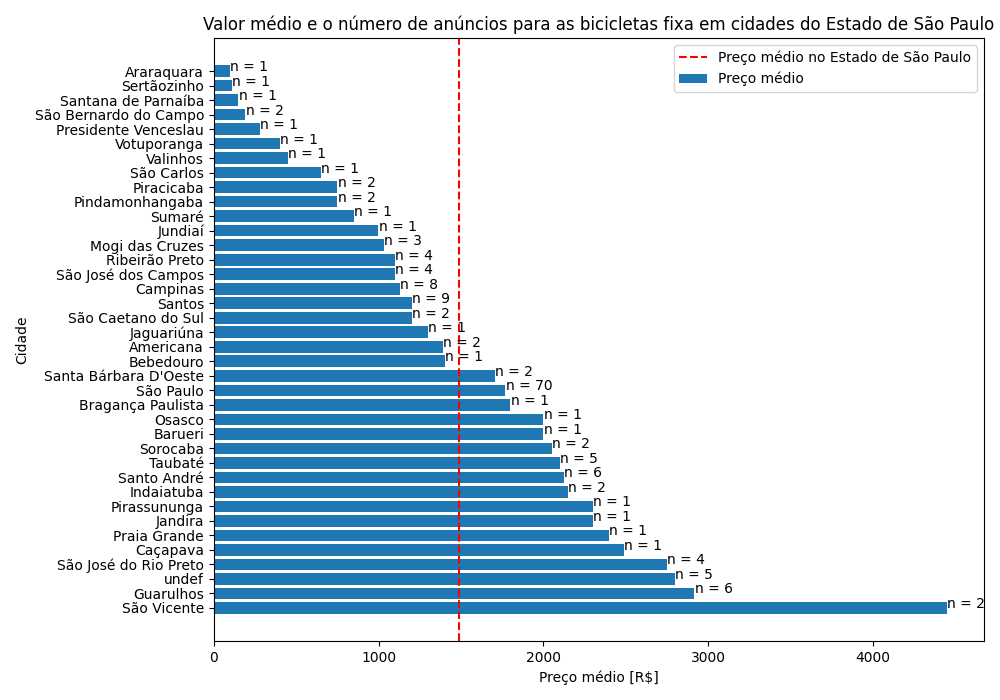 Valor médio e o número de anúncios para as bicicletas fixa em cidades do Estado de São Paulo
Preço médio no Estado de São Paulo
Preço médio
Araraquara n = 1
Sertãozinho n = 1
Santana de Parnaíba n = 1
São Bernardo do Campo n = 2
Presidente Venceslau n = 1
Votuporanga n = 1
Valinhos n = 1
São Carlos n = 1
Piracicaba n = 2
Pindamonhangaba n = 2
Sumaré n = 1
Jundiaí n = 1
Mogi das Cruzes n = 3
Ribeirão Preto n = 4
São José dos Campos n = 4
Campinas n = 8
Santos n = 9
São Caetano do Sul n = 2
Jaguariúna n = 1
Americana n = 2
Bebedouro n = 1
Santa Bárbara D'Oeste n = 2
São Paulo n = 70
Bragança Paulista n = 1
Osasco n = 1
Barueri n = 1
Sorocaba n = 2
Taubaté n = 5
Santo André n = 6
Indaiatuba n = 2
Pirassununga n = 1
Jandira n = 1
Praia Grande n = 1
Caçapava n = 1
São José do Rio Preto n = 4
undef n = 5
Guarulhos n = 6
São Vicente n = 2
Cidade
0 1000 2000 3000 4000
Preço médio [R$]